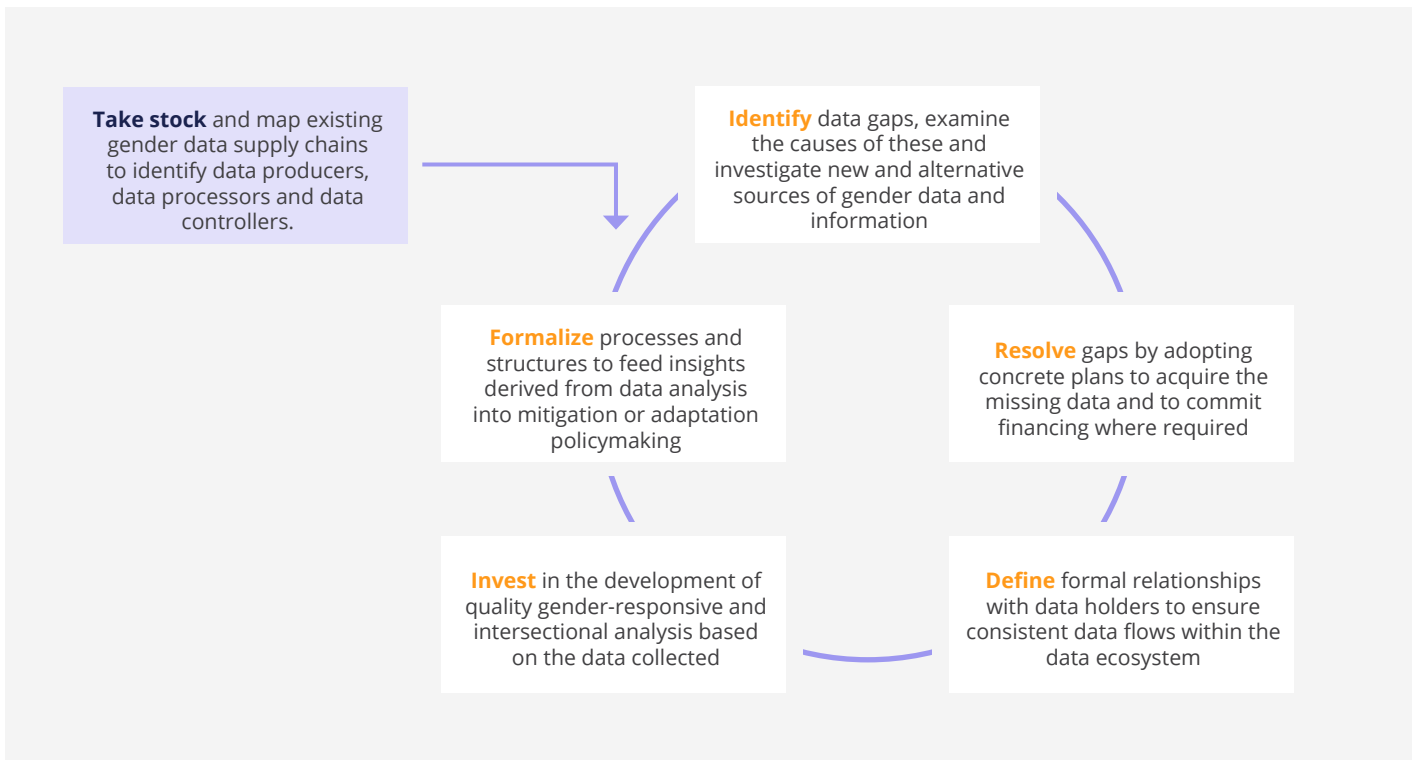 Take stock and map existing
gender data supply chains
to identify data producers,
data processors and data
controllers.
Identify data gaps, examine
the causes of these and
investigate new and alternative
sources of gender data and
information
Resolve gaps by adopting
concrete plans to acquire the
missing data and to commit
financing where required
Define formal relationships
with data holders to ensure
consistent data flows within the
data ecosystem
Invest in the development of
quality gender-responsive and
intersectional analysis based
on the data collected
Formalize processes and
structures to feed insights
derived from data analysis
into mitigation or adaptation
policymaking